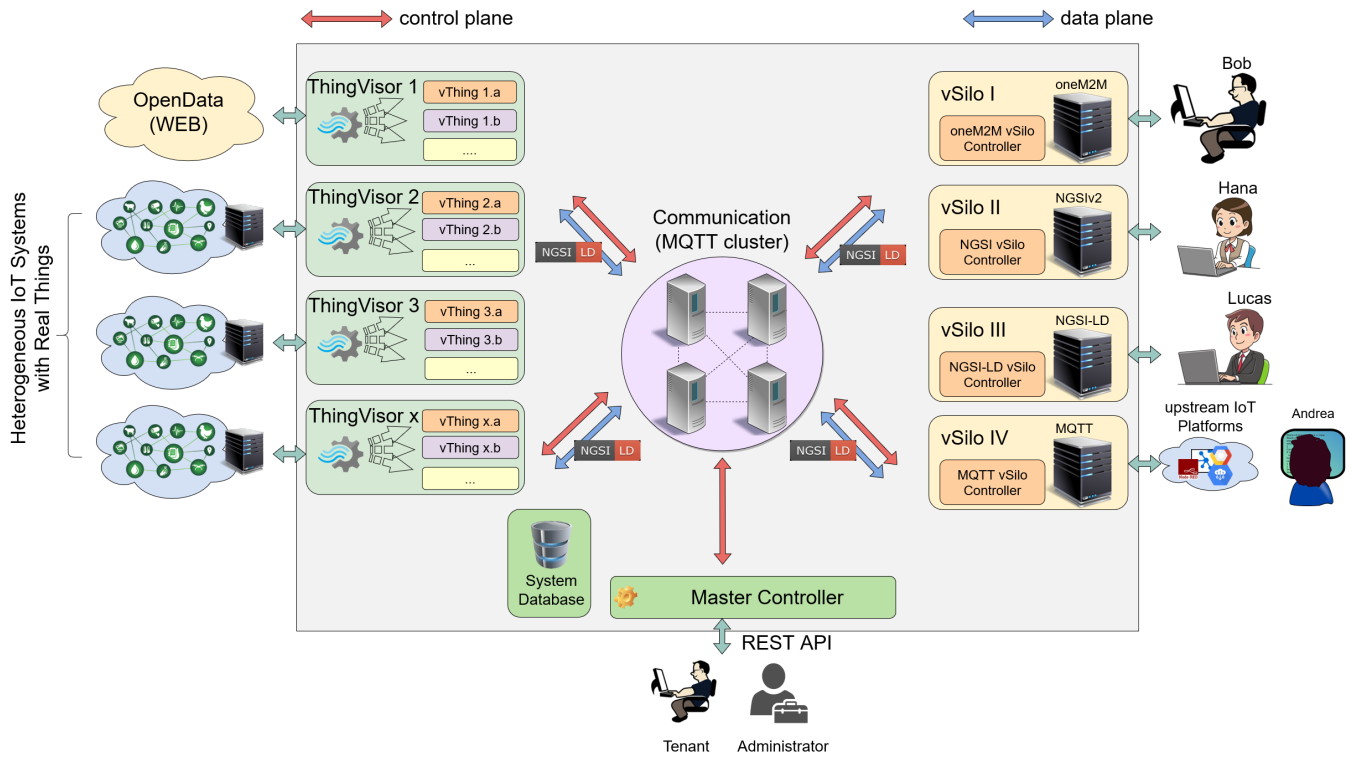 control plane
data plane
OpenData
(WEB)
Heterogeneous IoT Systems
with Real Things
ThingVisor 1
vThing 1.a
vThing 1.b
....
ThingVisor 2
vThing 2.a
vThing 2.b
...
ThingVisor 3
vThing 3.a
vThing 3.b
...
ThingVisor x
vThing x.a
vThing x.b
...
NGSI LD
NGSI LD
NGSI LD
NGSI LD
Communication
(MQTT cluster)
vSilo I
oneM2M
oneM2M vSilo
Controller
vSilo II
NGSIv2
NGSI vSilo
Controller
vSilo III
NGSI-LD
NGSI-LD vSilo
Controller
vSilo IV
MQTT
MQTT vSilo
Controller
Bob
Hana
Lucas
upstream IoT
Platforms
Andrea
Node-RED
System
Database
Master Controller
REST API
Tenant
Administrator